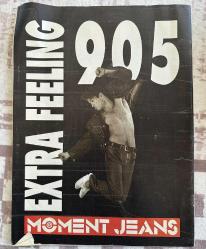 EXTRA FEELING
905
MOMENT JEANS